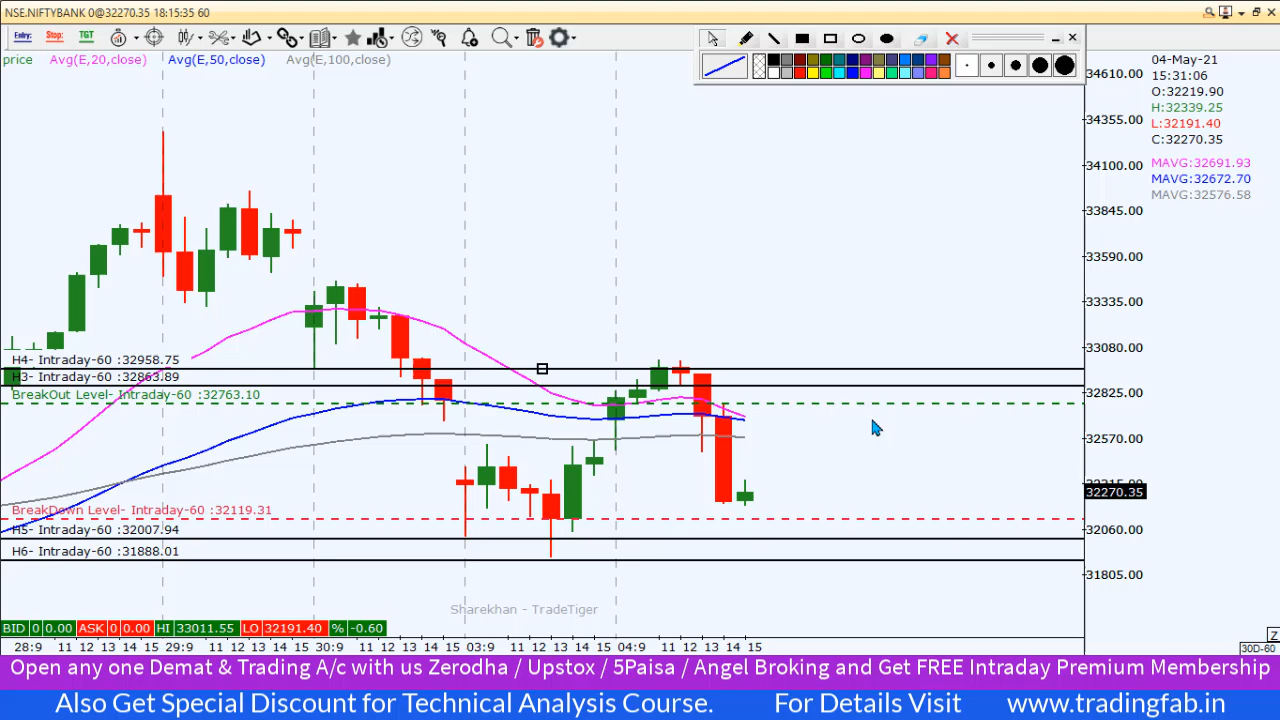 NSE.NIFTYBANK 0@32270.35 18:15:35 60
Entry: Stop: TGT
price Avg(E,20,close) Avg(E,50,close) Avg(E,100,close)
04-May-21
15:31:06
O:32219.90
H:32339.25
L:32191.40
C:32270.35
MAVG:32691.93
MAVG:32672.70
MAVG:32576.58
34610.00
34355.00
34100.00
33845.00
33590.00
33335.00
33080.00
32825.00
32570.00
32270.35
32060.00
31805.00
H4- Intraday-60 :32958.75
H3- Intraday-60 :32863.89
BreakOut Level- Intraday-60 :32763.10
BreakDown Level- Intraday-60 :32119.31
H5- Intraday-60 :32007.94
H6- Intraday-60 :31888.01
Sharekhan - TradeTiger
BID 0 0.00 ASK 0 0.00 HI 33011.55 LO 32191.40 % -0.60
28:9 11 12 13 14 15 29:9 11 12 13 14 15 30:9 11 12 13 14 15 03:9 11 12 13 14 15 04:9 11 12 13 14 15
Z
30D-60
Open any one Demat & Trading A/c with us Zerodha / Upstox / 5Paisa / Angel Broking and Get FREE Intraday Premium Membership
Also Get Special Discount for Technical Analysis Course. For Details Visit www.tradingfab.in